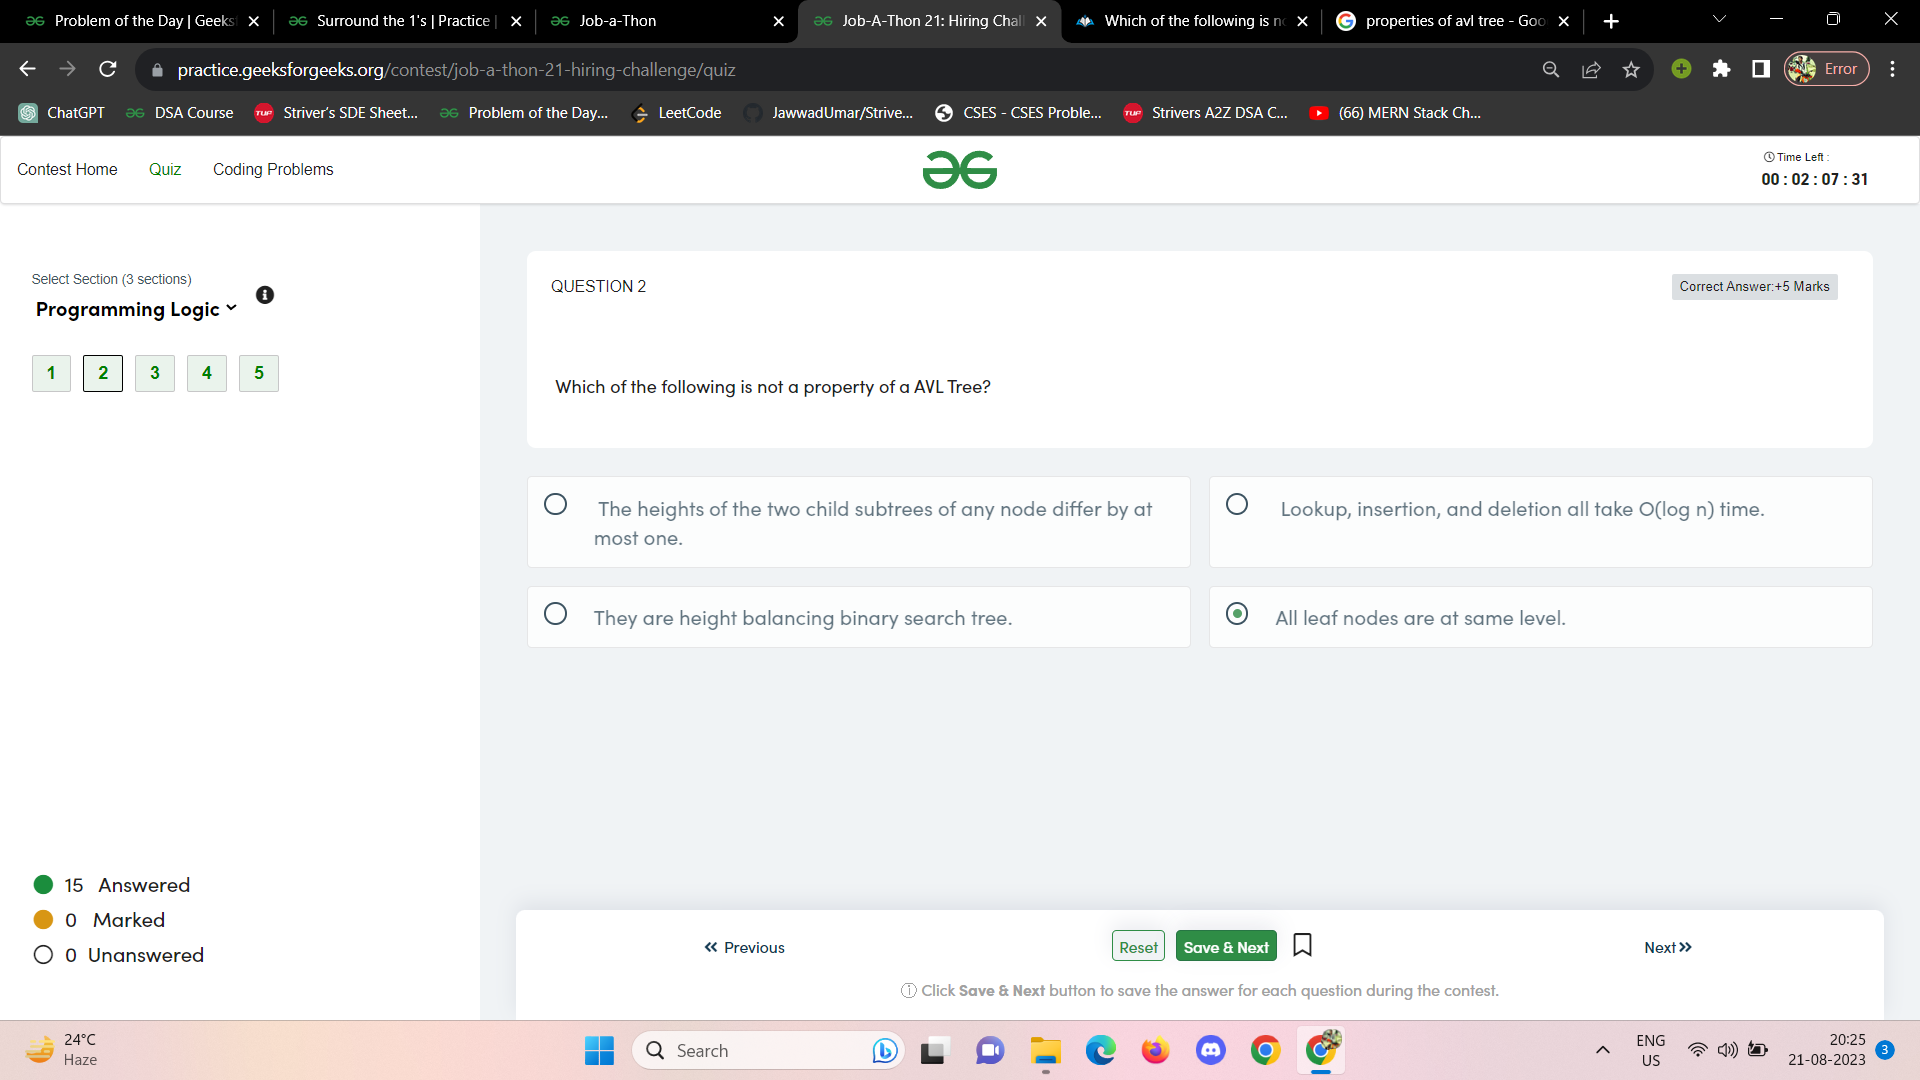 Problem of the Day | Geeks
Surround the 1's | Practice |
Job-a-Thon
Job-A-Thon 21: Hiring Chal
Which of the following is n
properties of avl tree - Goo
practice.geeksforgeeks.org/contest/job-a-thon-21-hiring-challenge/quiz
Error
ChatGPT
DSA Course
Striver's SDE Sheet...
Problem of the Day...
LeetCode
JawwadUmar/Strive...
CSES - CSES Proble...
Strivers A2Z DSA C...
(66) MERN Stack Ch...
Contest Home
Quiz
Coding Problems
Time Left :
00 : 02 : 07 : 31
Select Section (3 sections)
Programming Logic
1 2 3 4 5
QUESTION 2
Correct Answer:+5 Marks
Which of the following is not a property of a AVL Tree?
The heights of the two child subtrees of any node differ by at
most one.
Lookup, insertion, and deletion all take O(log n) time.
They are height balancing binary search tree.
All leaf nodes are at same level.
15 Answered
0 Marked
0 Unanswered
Previous
Reset
Save & Next
Next
Click Save & Next button to save the answer for each question during the contest.
24°C
Haze
Search
ENG
US
20:25
21-08-2023
3